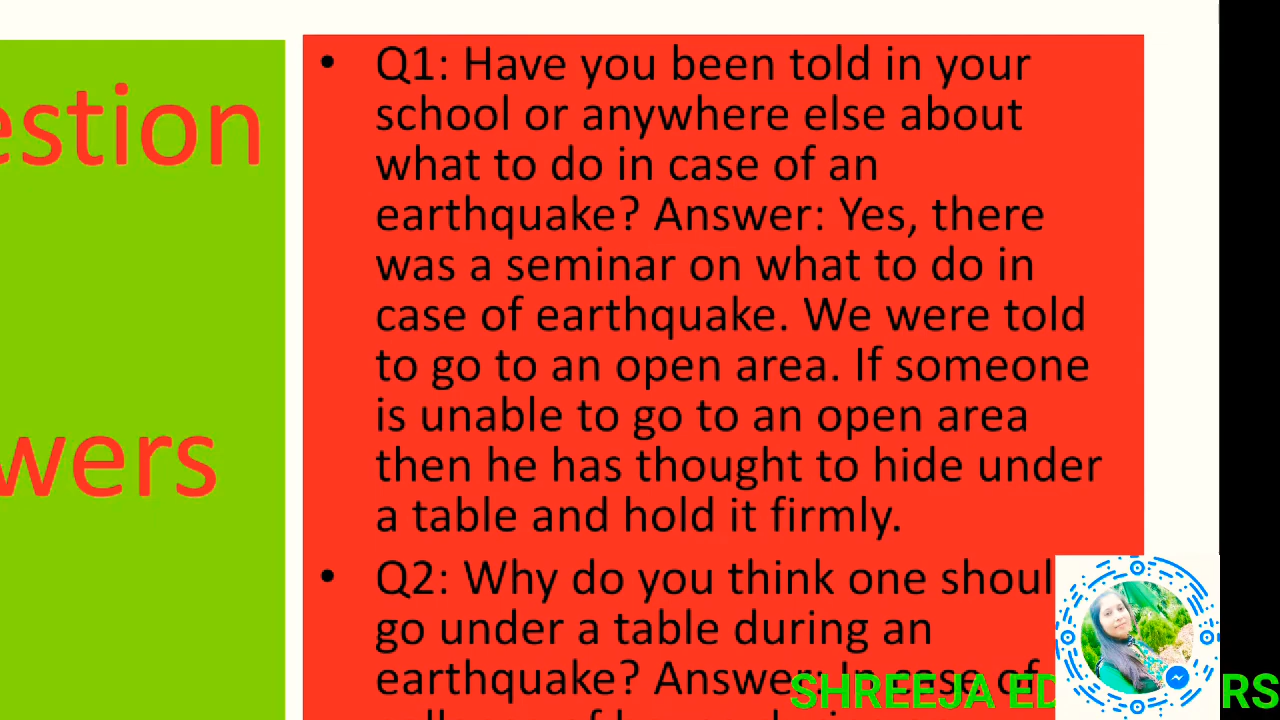 estion
wers
• Q1: Have you been told in your
school or anywhere else about
what to do in case of an
earthquake? Answer: Yes, there
was a seminar on what to do in
case of earthquake. We were told
to go to an open area. If someone
is unable to go to an open area
then he has thought to hide under
a table and hold it firmly.
• Q2: Why do you think one shoul
go under a table during an
earthquake? Answer: In case of
SHREEJA ED RS